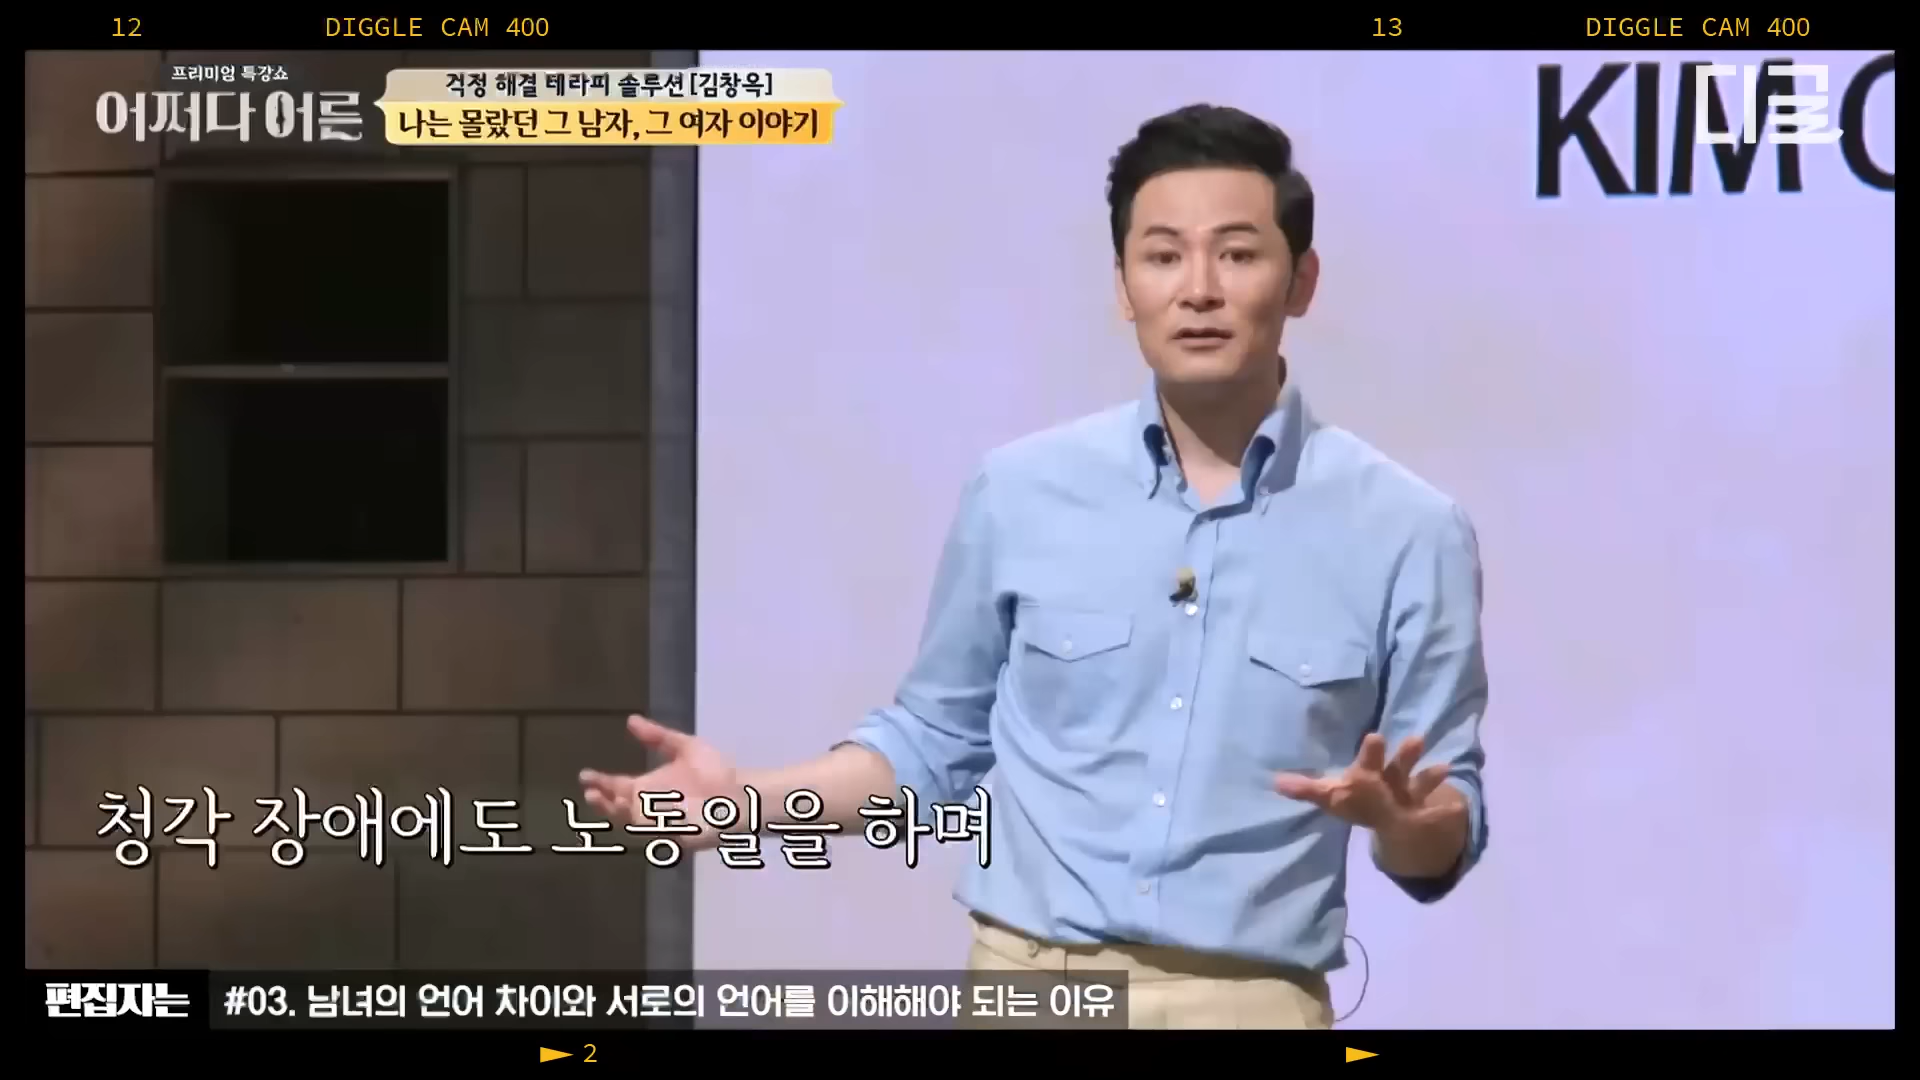 12
DIGGLE CAM 400
13
DIGGLE CAM 400
프리미엄 특강쇼
어쩌다 어른
걱정 해결 테라피 솔루션[김창옥]
나는 몰랐던 그 남자, 그 여자 이야기
KIM C
디글
청각 장애에도 노동일을 하며
편집자는
#03. 남녀의 언어 차이와 서로의 언어를 이해해야 되는 이유
2